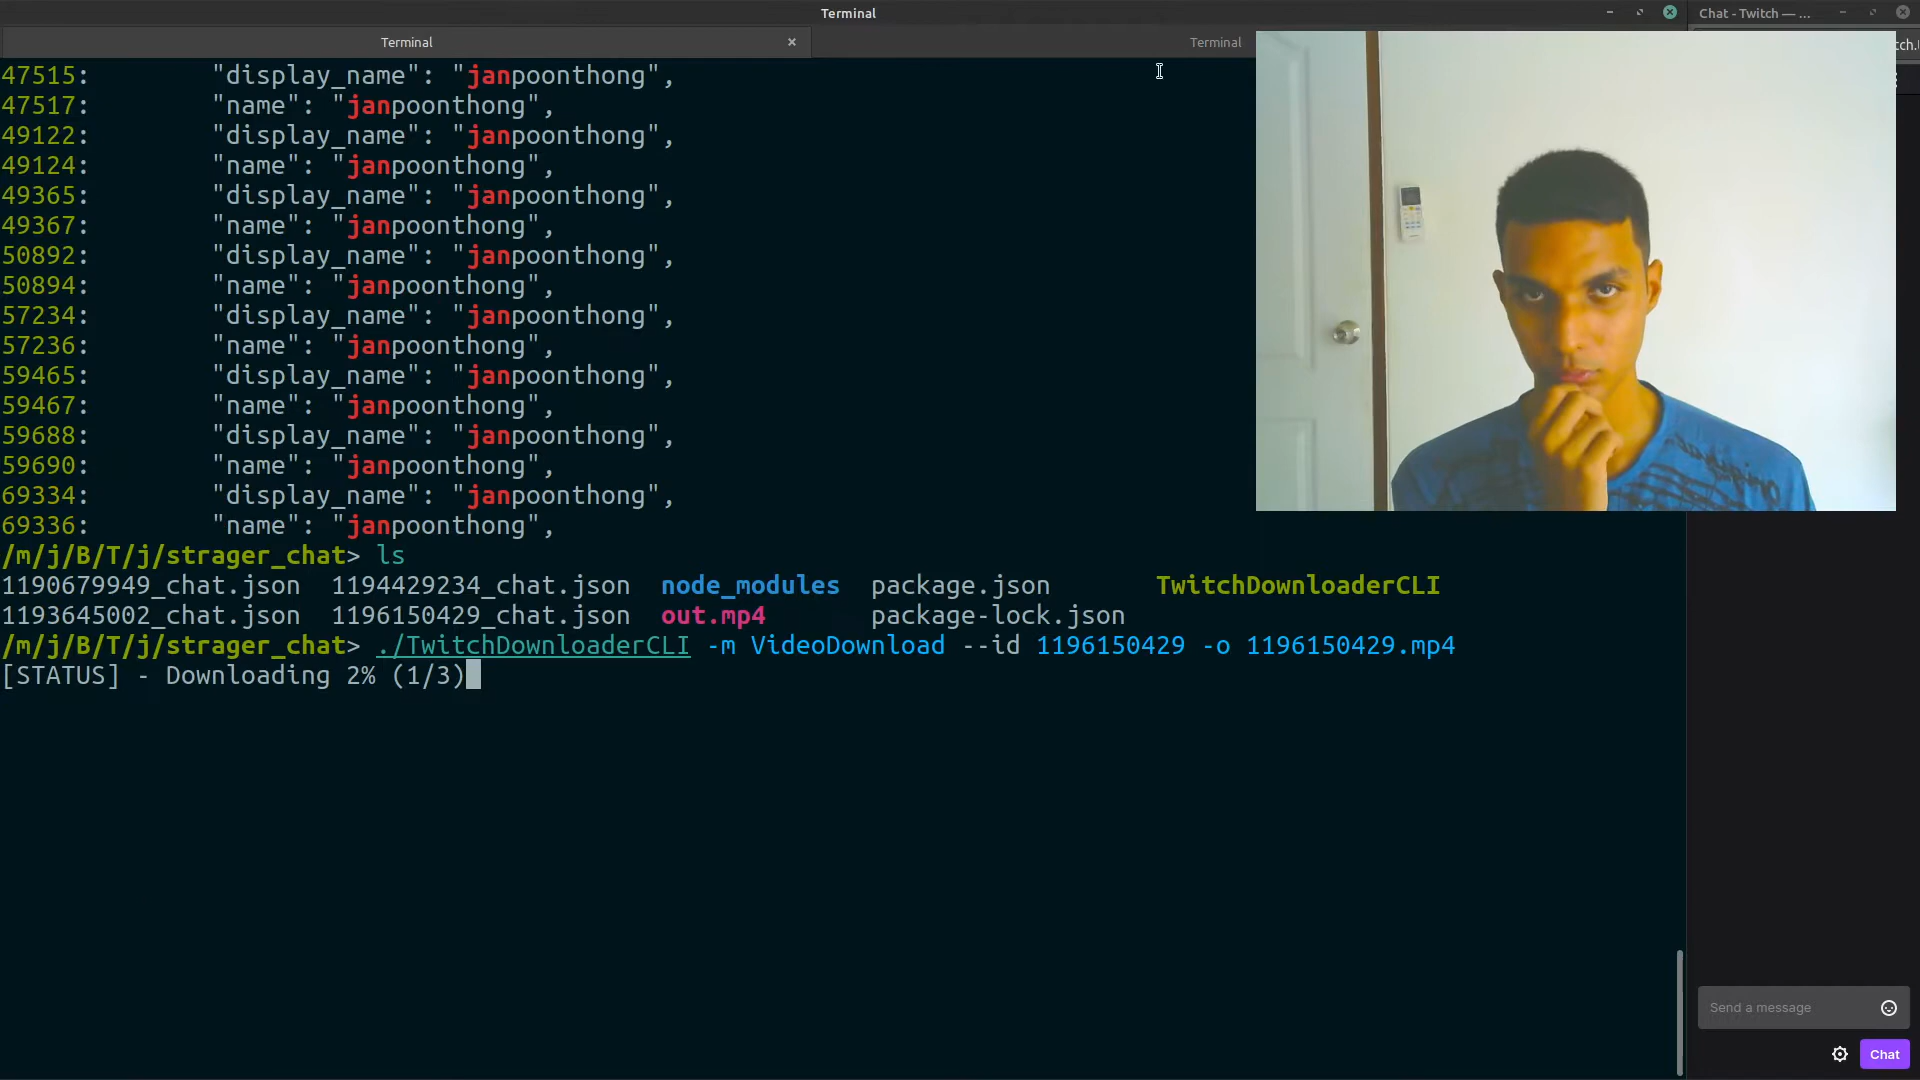 Terminal
Chat - Twitch — ...
Terminal
Terminal
tch.
47515:        "display_name": "janpoonthong",
47517:        "name": "janpoonthong",
49122:        "display_name": "janpoonthong",
49124:        "name": "janpoonthong",
49365:        "display_name": "janpoonthong",
49367:        "name": "janpoonthong",
50892:        "display_name": "janpoonthong",
50894:        "name": "janpoonthong",
57234:        "display_name": "janpoonthong",
57236:        "name": "janpoonthong",
59465:        "display_name": "janpoonthong",
59467:        "name": "janpoonthong",
59688:        "display_name": "janpoonthong",
59690:        "name": "janpoonthong",
69334:        "display_name": "janpoonthong",
69336:        "name": "janpoonthong",
/m/j/B/T/j/strager_chat> ls
1190679949_chat.json  1194429234_chat.json  node_modules  package.json       TwitchDownloaderCLI
1193645002_chat.json  1196150429_chat.json  out.mp4       package-lock.json
/m/j/B/T/j/strager_chat> ./TwitchDownloaderCLI -m VideoDownload --id 1196150429 -o 1196150429.mp4
[STATUS] - Downloading 2% (1/3)
Send a message
Chat